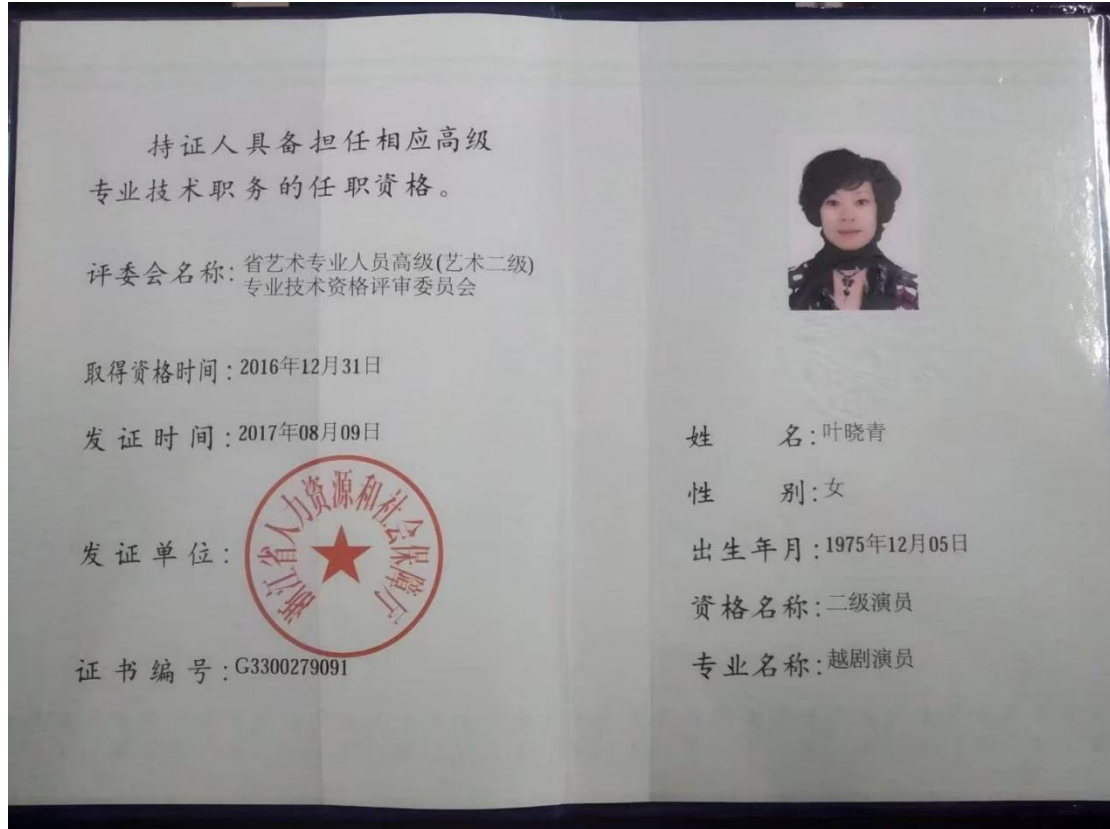 持证人具备担任相应高级
专业技术职务的任职资格。
评委会名称:省艺术专业人员高级(艺术二级)
专业技术资格评审委员会
取得资格时间:2016年12月31日
发证时间:2017年08月09日
发证单位:
浙江省人力资源和社会保障厅
证书编号:G3300279091
姓名:叶晓青
性别:女
出生年月:1975年12月05日
资格名称:二级演员
专业名称:越剧演员